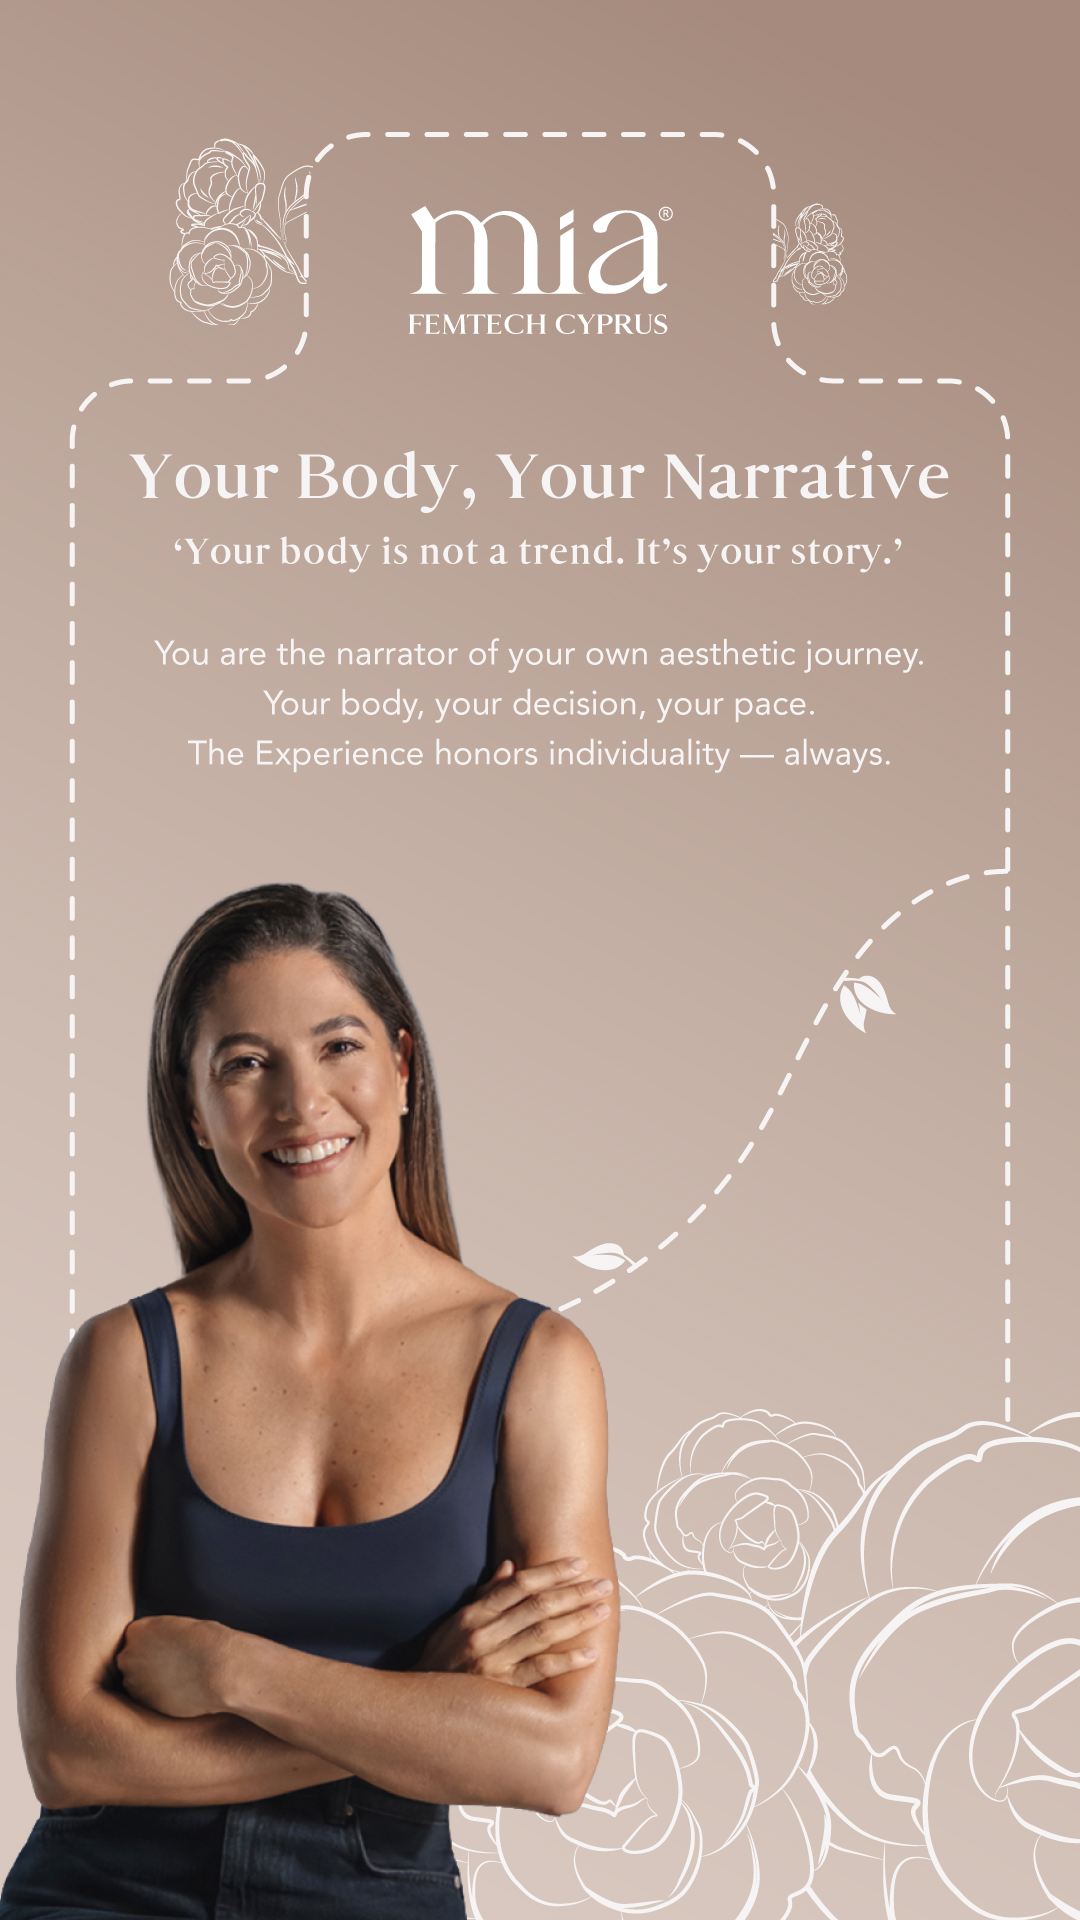 mia®
FEMTECH CYPRUS
Your Body, Your Narrative
‘Your body is not a trend. It’s your story.’
You are the narrator of your own aesthetic journey.
Your body, your decision, your pace.
The Experience honors individuality — always.